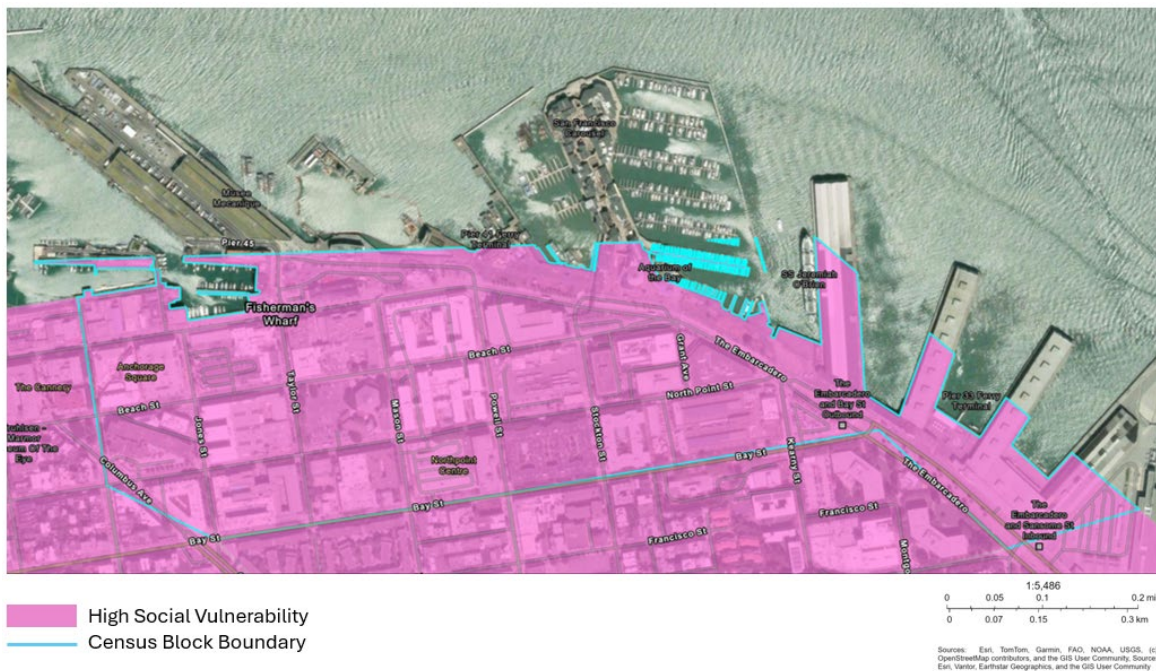 San Francisco
Carousel
Musee
Mecanique
Pier 45
Pier 41 Ferry
Terminal
Aquarium of
the Bay
SS Jeremiah
O'Brien
Fisherman's
Wharf
Anchorage
Square
The Cannery
Beach St
Beach St
Jones St
Taylor St
Mason St
Powell St
Stockton St
Grant Ave
North Point St
The Embarcadero
The
Embarcadero
and Bay St
Outbound
Pier 33 Ferry
Terminal
Marmor
eum Of The
Eye
Columbus Ave
Northpoint
Centre
Kearny St
Bay St
Bay St
Bay St
Francisco St
Francisco St
Montgo
The Embarcadero
The
Embarcadero
and Sansome St
Inbound
High Social Vulnerability
Census Block Boundary
1:5,486
0 0.05 0.1 0.2 mi
0 0.07 0.15 0.3 km
Sources: Esri, TomTom, Garmin, FAO, NOAA, USGS, (c)
OpenStreetMap contributors, and the GIS User Community, Source:
Esri, Vantor, Earthstar Geographics, and the GIS User Community